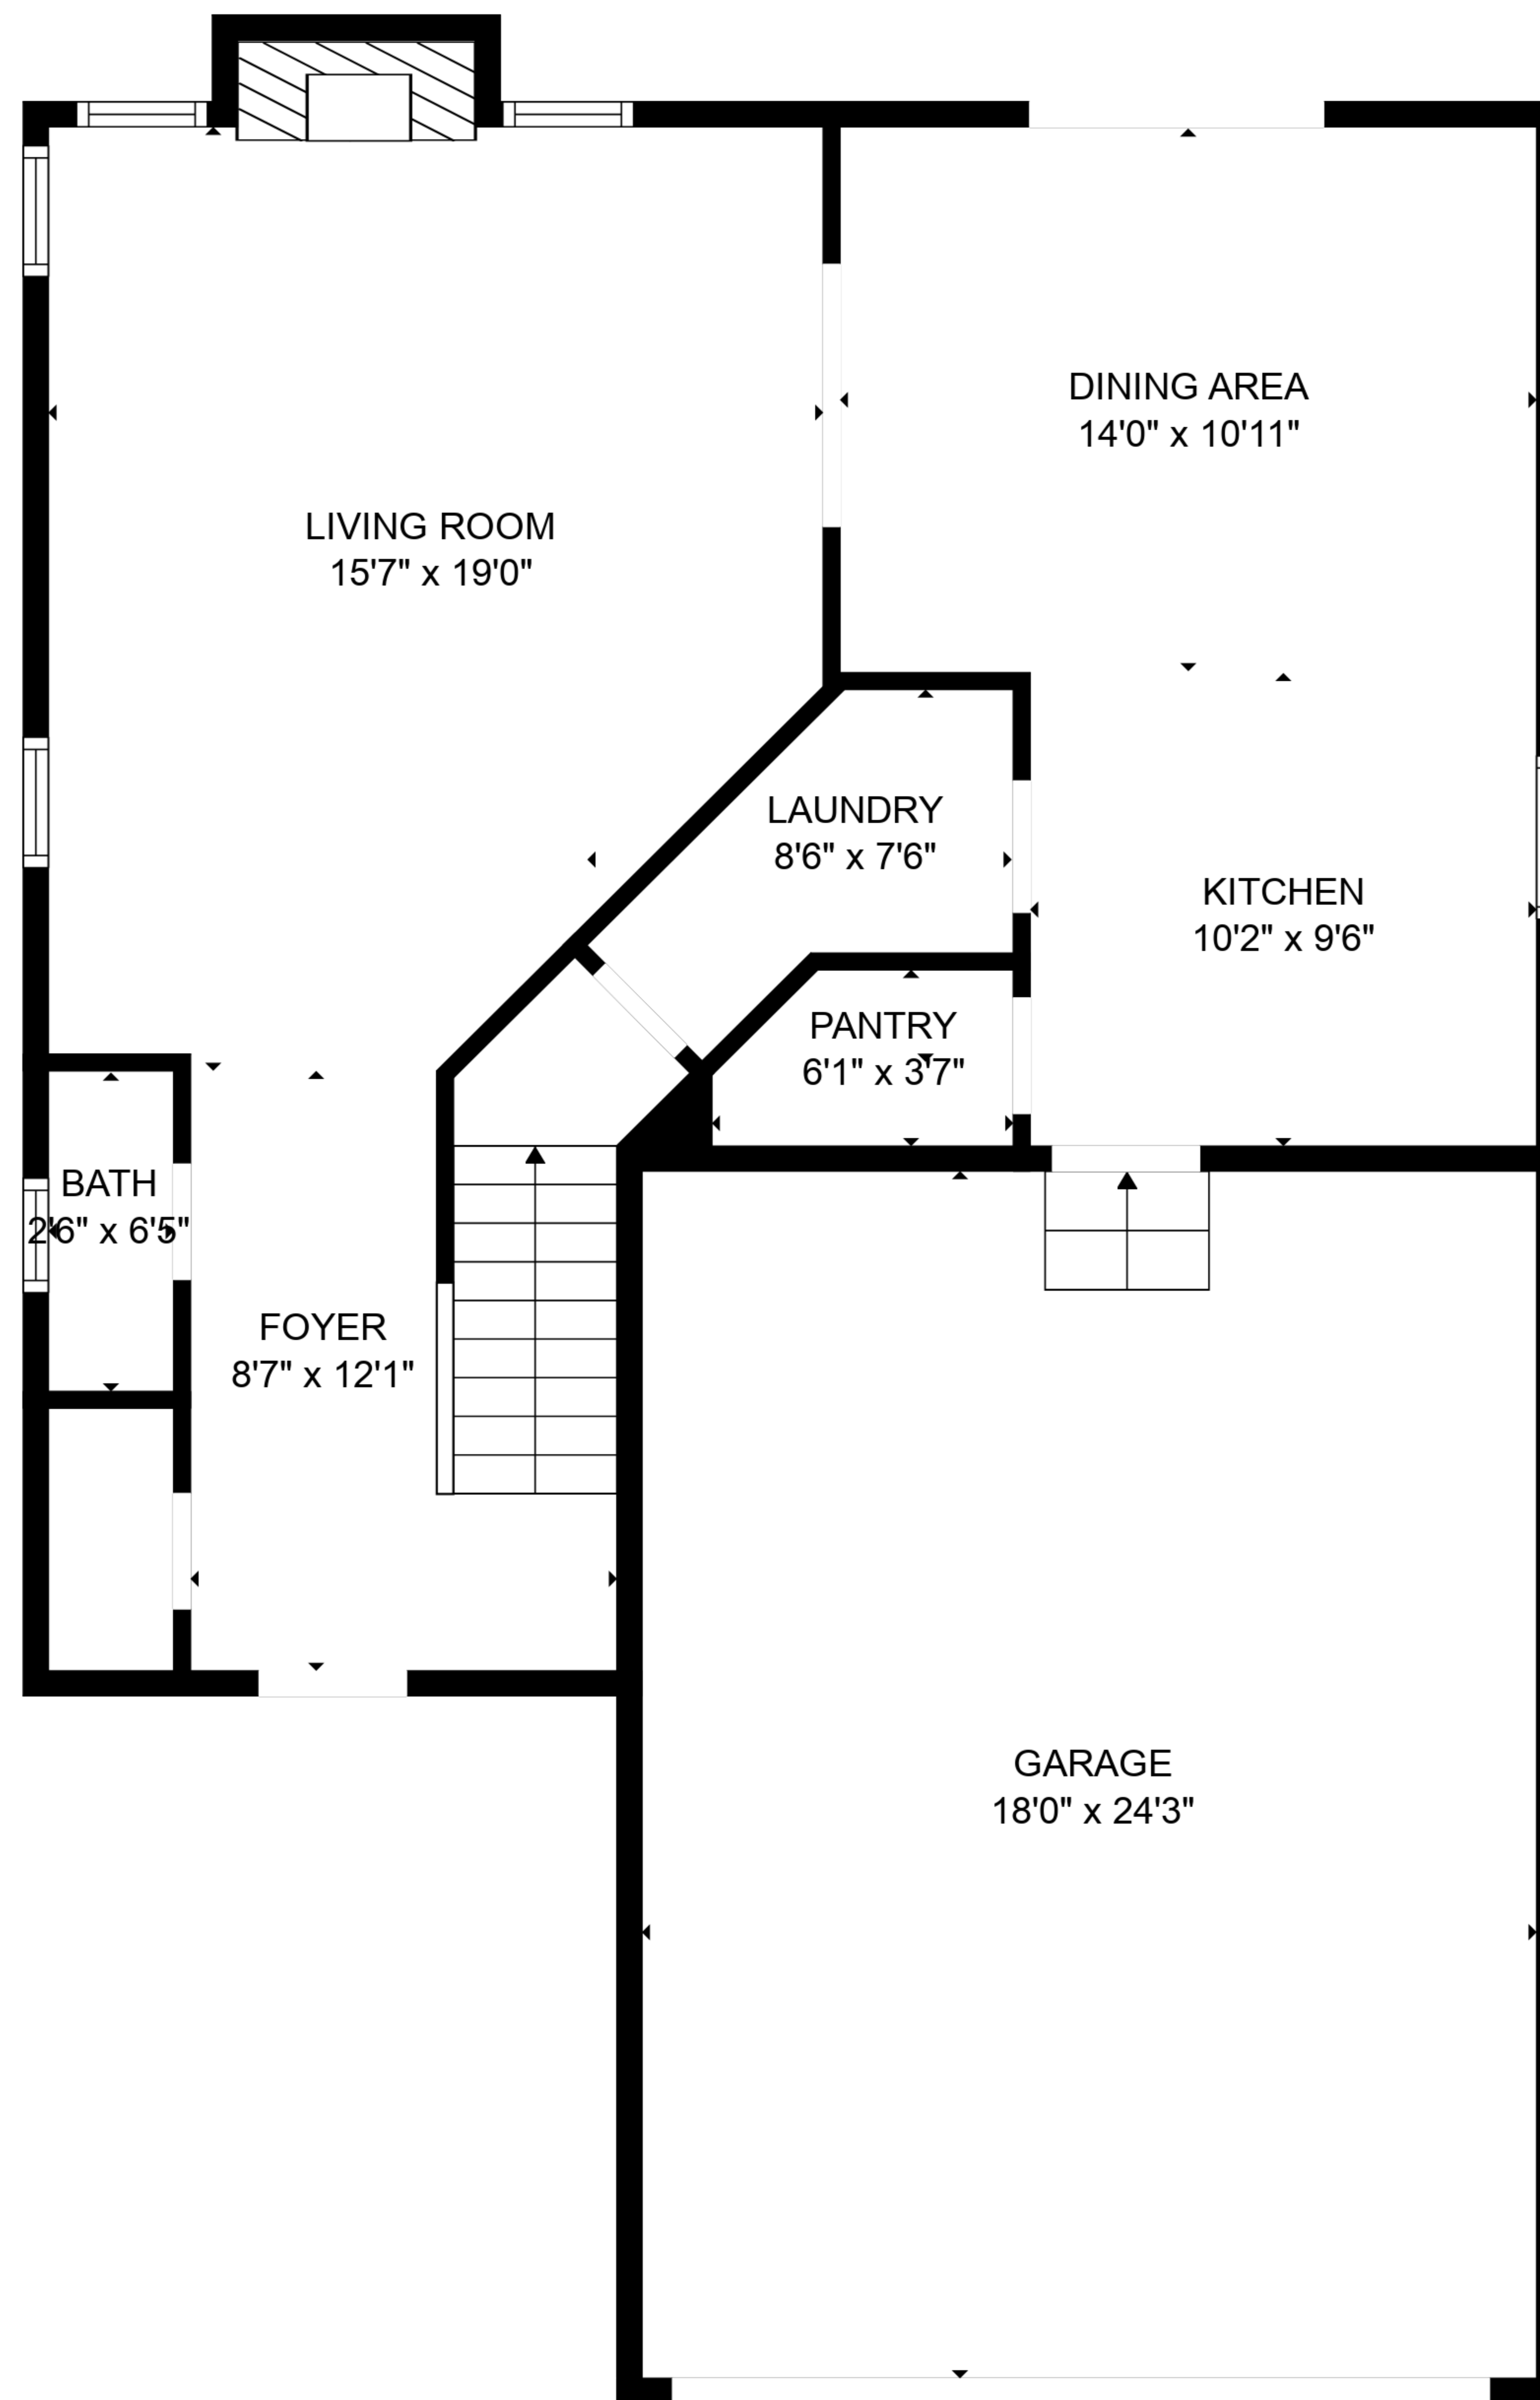 DINING AREA
14'0" x 10'11"
LIVING ROOM
15'7" x 19'0"
LAUNDRY
8'6" x 7'6"
KITCHEN
10'2" x 9'6"
PANTRY
6'1" x 3'7"
BATH
2'6" x 6'5"
FOYER
8'7" x 12'1"
GARAGE
18'0" x 24'3"